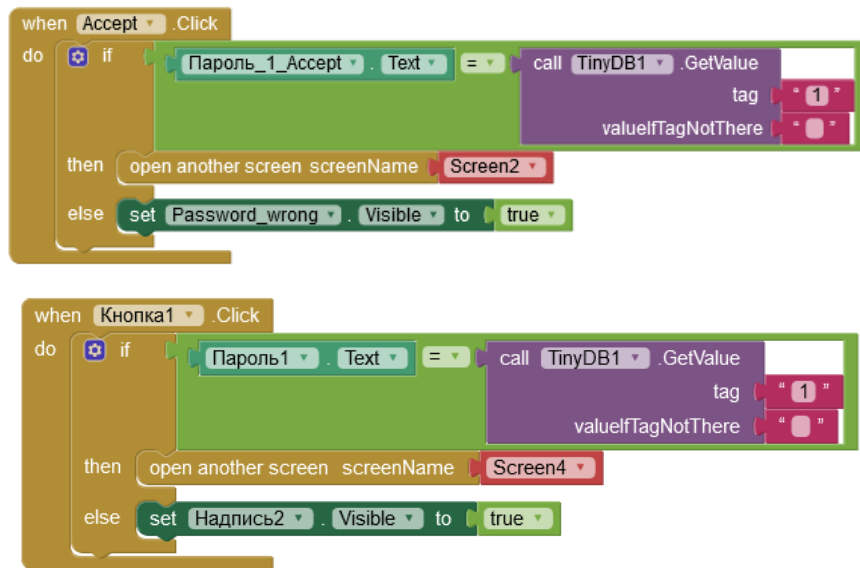 when Accept .Click
do if Пароль_1_Accept . Text = call TinyDB1 .GetValue
tag " 1 "
valueIfTagNotThere " "
then open another screen screenName Screen2
else set Password_wrong . Visible to true
when Кнопка1 .Click
do if Пароль1 . Text = call TinyDB1 .GetValue
tag " 1 "
valueIfTagNotThere " "
then open another screen screenName Screen4
else set Надпись2 . Visible to true